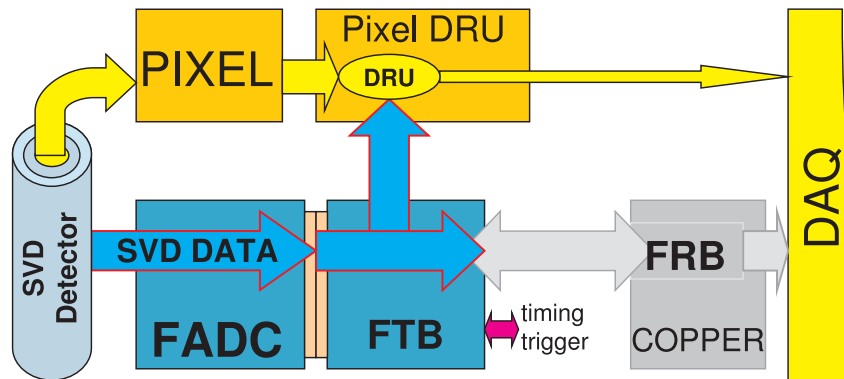 PIXEL
Pixel DRU
DRU
SVD
Detector
SVD DATA
FADC
FTB
timing
trigger
FRB
COPPER
DAQ